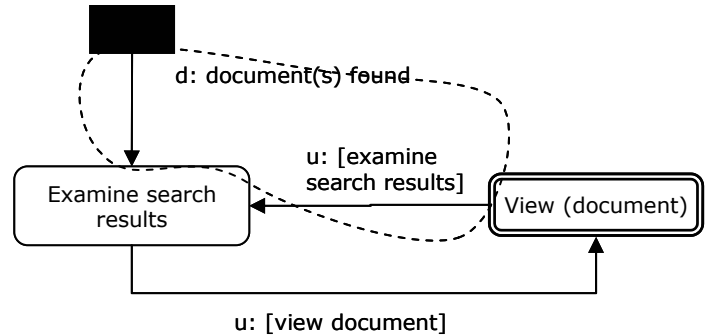 d: document(s) found
u: [examine
search results]
Examine search
results
View (document)
u: [view document]